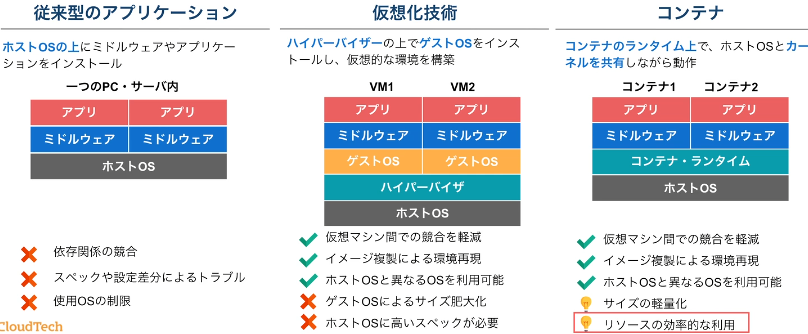 従来型のアプリケーション
ホストOSの上にミドルウェアやアプリケー
ションをインストール
一つのPC・サーバ内
アプリ アプリ
ミドルウェア ミドルウェア
ホストOS
依存関係の競合
スペックや設定差分によるトラブル
使用OSの制限
CloudTech
仮想化技術
ハイパーバイザーの上でゲストOSをインス
トールし、仮想的な環境を構築
VM1 VM2
アプリ アプリ
ミドルウェア ミドルウェア
ゲストOS ゲストOS
ハイパーバイザ
ホストOS
仮想マシン間での競合を軽減
イメージ複製による環境再現
ホストOSと異なるOSを利用可能
ゲストOSによるサイズ肥大化
ホストOSに高いスペックが必要
コンテナ
コンテナのランタイム上で、ホストOSとカー
ネルを共有しながら動作
コンテナ1 コンテナ2
アプリ アプリ
ミドルウェア ミドルウェア
コンテナ・ランタイム
ホストOS
仮想マシン間での競合を軽減
イメージ複製による環境再現
ホストOSと異なるOSを利用可能
サイズの軽量化
リソースの効率的な利用